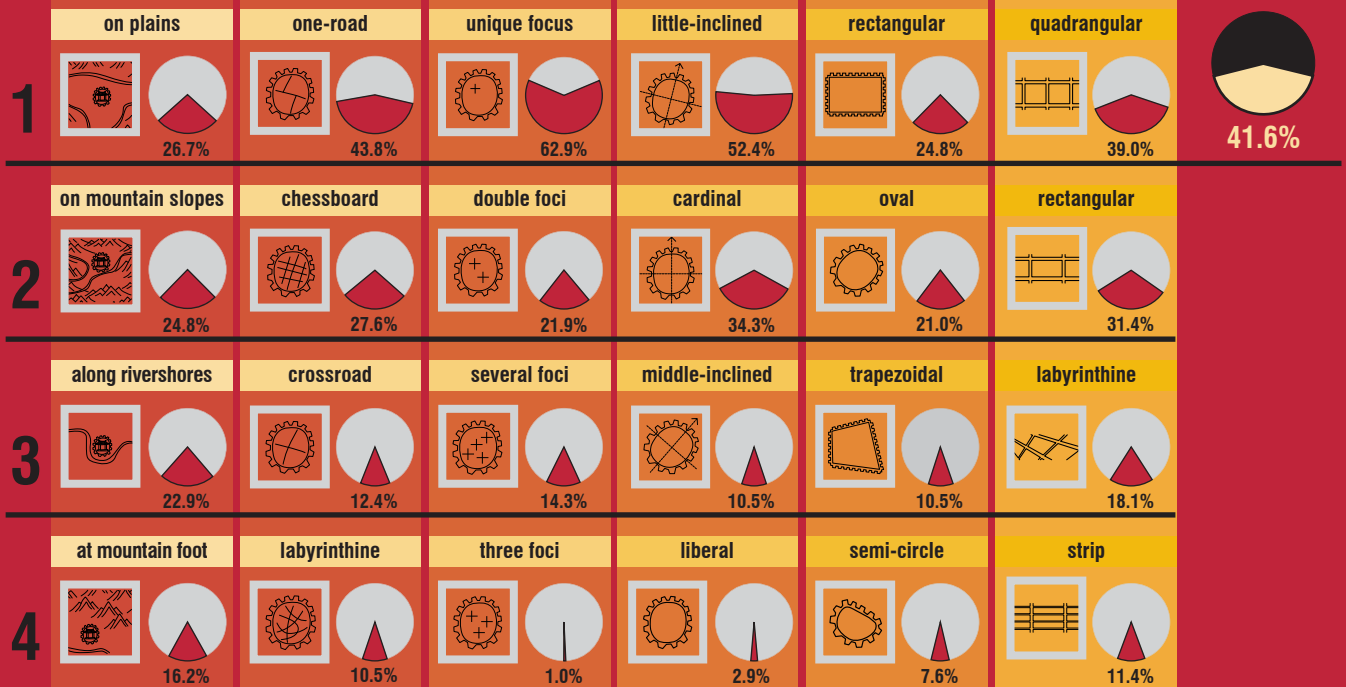 on plains
one-road
unique focus
little-inclined
rectangular
quadrangular
1
26.7%
43.8%
62.9%
52.4%
24.8%
39.0%
41.6%
on mountain slopes
chessboard
double foci
cardinal
oval
rectangular
2
24.8%
27.6%
21.9%
34.3%
21.0%
31.4%
along rivershores
crossroad
several foci
middle-inclined
trapezoidal
labyrinthine
3
22.9%
12.4%
14.3%
10.5%
10.5%
18.1%
at mountain foot
labyrinthine
three foci
liberal
semi-circle
strip
4
16.2%
10.5%
1.0%
2.9%
7.6%
11.4%